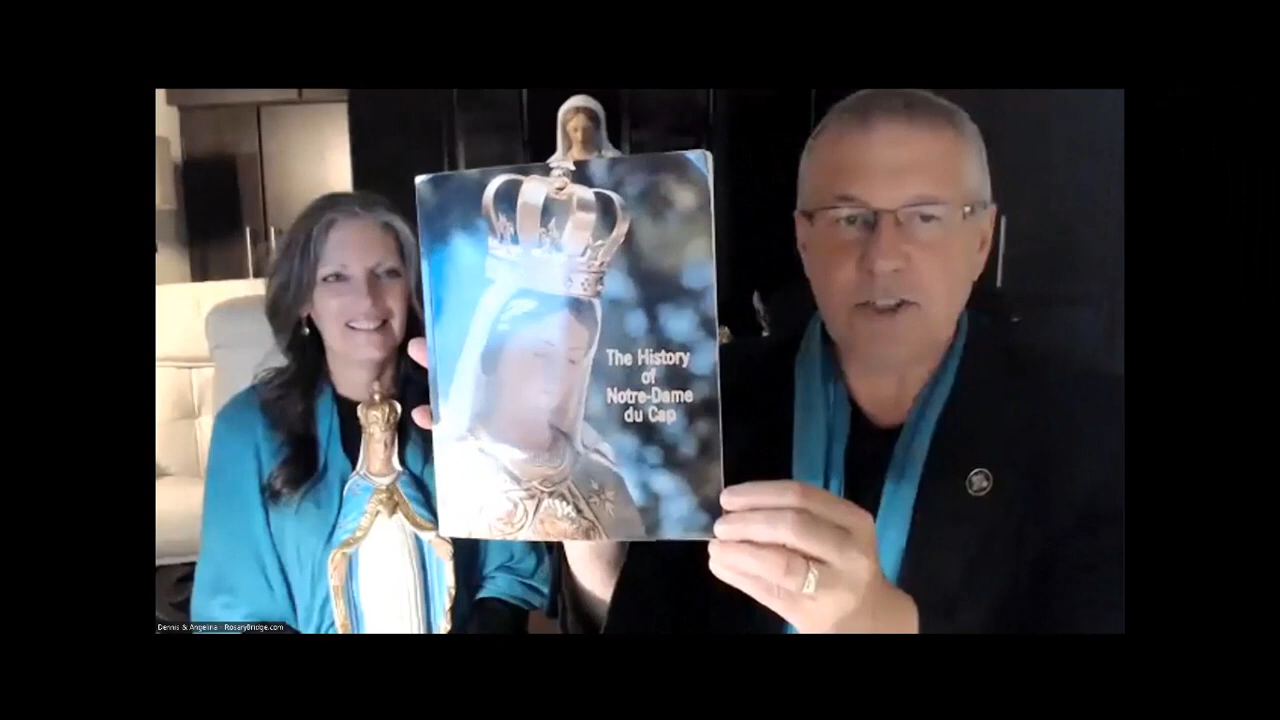 The History
of
Notre-Dame
du Cap
Dennis & Angelina - RosaryBridge.com